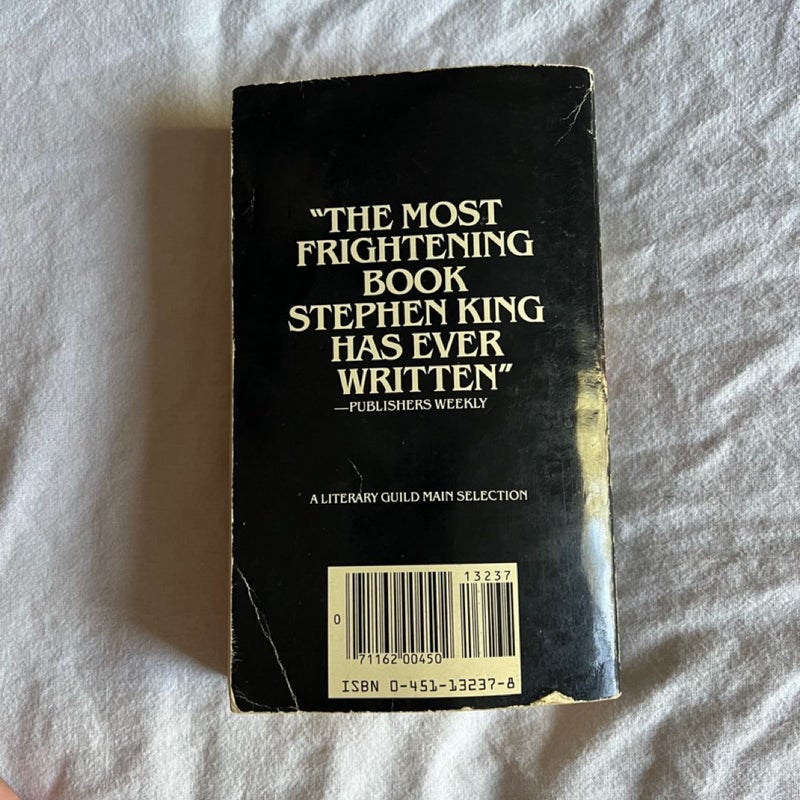 “THE MOST
FRIGHTENING
BOOK
STEPHEN KING
HAS EVER
WRITTEN”
—PUBLISHERS WEEKLY
A LITERARY GUILD MAIN SELECTION
13237
0
71162 00450
ISBN 0-451-13237-8